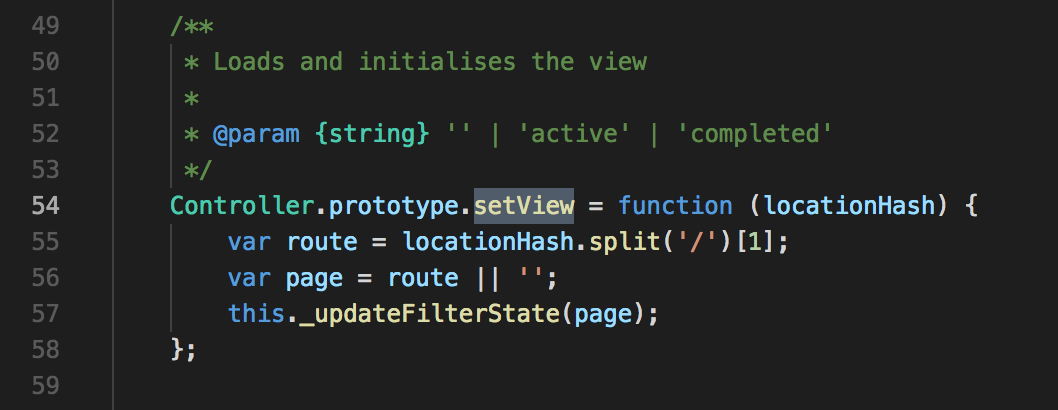 49 /**
50  * Loads and initialises the view
51  *
52  * @param {string} '' | 'active' | 'completed'
53  */
54 Controller.prototype.setView = function (locationHash) {
55     var route = locationHash.split('/')[1];
56     var page = route || '';
57     this._updateFilterState(page);
58 };
59